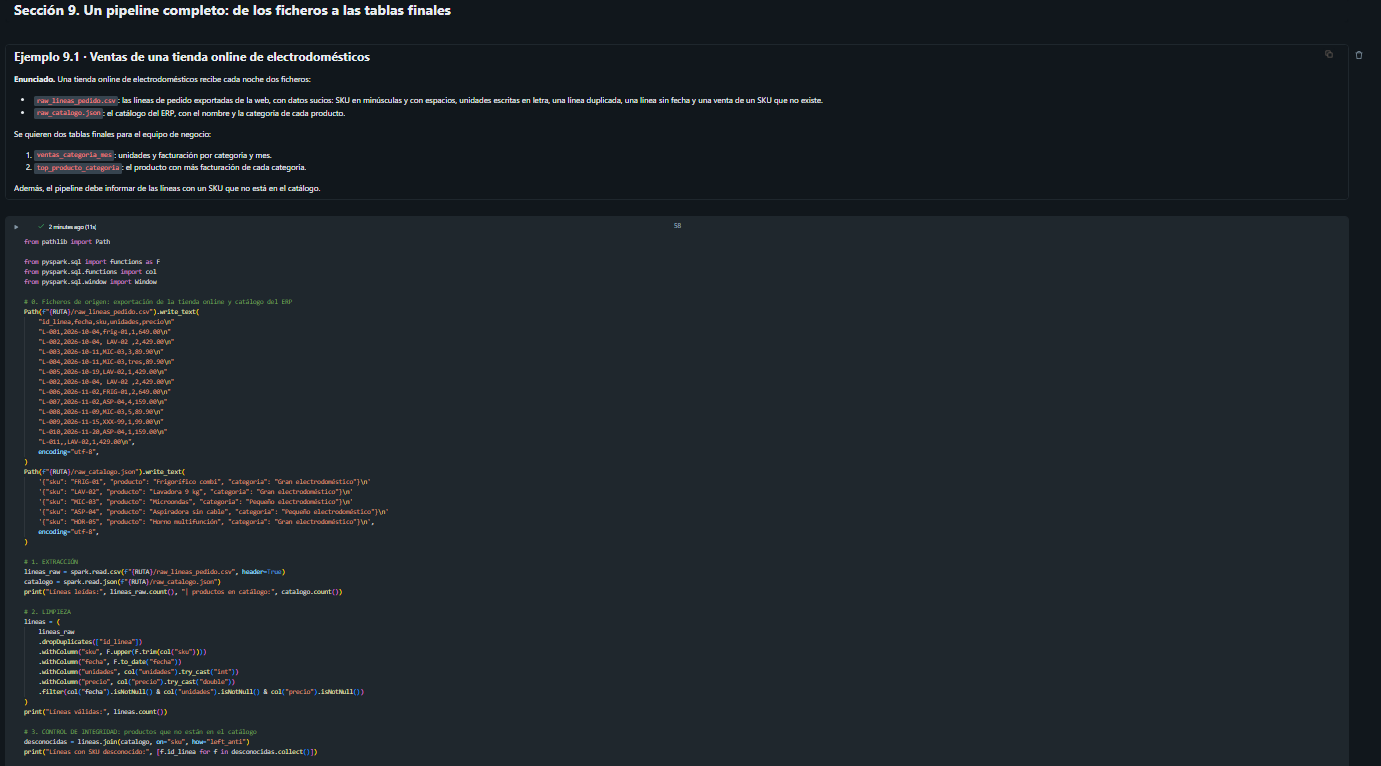 Sección 9. Un pipeline completo: de los ficheros a las tablas finales
Ejemplo 9.1 · Ventas de una tienda online de electrodomésticos
Enunciado. Una tienda online de electrodomésticos recibe cada noche dos ficheros:
• raw_lineas_pedido.csv: las líneas de pedido exportadas de la web, con datos sucios: SKU en minúsculas y con espacios, unidades escritas en letra, una línea duplicada, una línea sin fecha y una venta de un SKU que no existe.
• raw_catalogo.json: el catálogo del ERP, con el nombre y la categoría de cada producto.
Se quieren dos tablas finales para el equipo de negocio:
1. ventas_categoria_mes: unidades y facturación por categoría y mes.
2. top_producto_categoria: el producto con más facturación de cada categoría.
Además, el pipeline debe informar de las líneas con un SKU que no está en el catálogo.
2 minutes ago (11s)
58
from pathlib import Path
from pyspark.sql import functions as F
from pyspark.sql.functions import col
from pyspark.sql.window import Window
# 0. Ficheros de origen: exportación de la tienda online y catálogo del ERP
Path(f"{RUTA}/raw_lineas_pedido.csv").write_text(
"id_linea,fecha,sku,unidades,precio\n"
"L-001,2026-10-04,frig-01,1,649.00\n"
"L-002,2026-10-04, LAV-02 ,2,429.00\n"
"L-003,2026-10-11,MIC-03,3,89.90\n"
"L-004,2026-10-11,MIC-03,tres,89.90\n"
"L-005,2026-10-19,LAV-02,1,429.00\n"
"L-002,2026-10-04, LAV-02 ,2,429.00\n"
"L-006,2026-11-02,FRIG-01,2,649.00\n"
"L-007,2026-11-02,ASP-04,4,159.00\n"
"L-008,2026-11-09,MIC-03,5,89.90\n"
"L-009,2026-11-15,XXX-99,1,99.00\n"
"L-010,2026-11-28,ASP-04,1,159.00\n"
"L-011,,LAV-02,1,429.00\n",
encoding="utf-8",
)
Path(f"{RUTA}/raw_catalogo.json").write_text(
'{"sku": "FRIG-01", "producto": "Frigorífico combi", "categoria": "Gran electrodoméstico"}\n'
'{"sku": "LAV-02", "producto": "Lavadora 9 kg", "categoria": "Gran electrodoméstico"}\n'
'{"sku": "MIC-03", "producto": "Microondas", "categoria": "Pequeño electrodoméstico"}\n'
'{"sku": "ASP-04", "producto": "Aspiradora sin cable", "categoria": "Pequeño electrodoméstico"}\n'
'{"sku": "HOR-05", "producto": "Horno multifunción", "categoria": "Gran electrodoméstico"}\n',
encoding="utf-8",
)
# 1. EXTRACCIÓN
lineas_raw = spark.read.csv(f"{RUTA}/raw_lineas_pedido.csv", header=True)
catalogo = spark.read.json(f"{RUTA}/raw_catalogo.json")
print("Líneas leídas:", lineas_raw.count(), "| productos en catálogo:", catalogo.count())
# 2. LIMPIEZA
lineas = (
lineas_raw
.dropDuplicates(["id_linea"])
.withColumn("sku", F.upper(F.trim(col("sku"))))
.withColumn("fecha", F.to_date("fecha"))
.withColumn("unidades", col("unidades").try_cast("int"))
.withColumn("precio", col("precio").try_cast("double"))
.filter(col("fecha").isNotNull() & col("unidades").isNotNull() & col("precio").isNotNull())
)
print("Líneas válidas:", lineas.count())
# 3. CONTROL DE INTEGRIDAD: productos que no están en el catálogo
desconocidas = lineas.join(catalogo, on="sku", how="left_anti")
print("Líneas con SKU desconocido:", [f.id_linea for f in desconocidas.collect()])